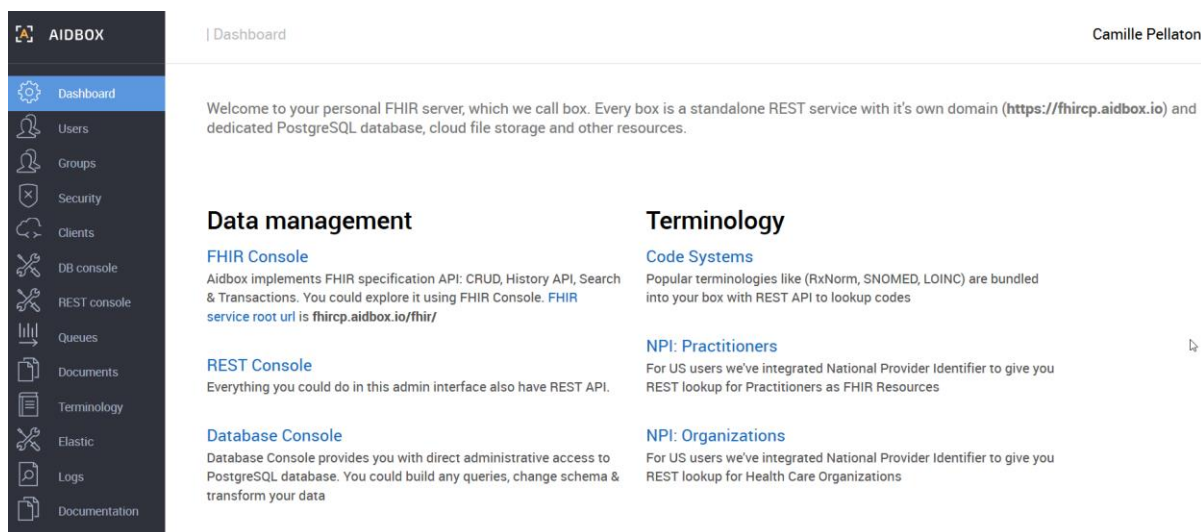 AIDBOX
| Dashboard
Camille Pellaton
Dashboard
Users
Groups
Security
Clients
DB console
REST console
Queues
Documents
Terminology
Elastic
Logs
Documentation
Welcome to your personal FHIR server, which we call box. Every box is a standalone REST service with it's own domain (https://fhircp.aidbox.io) and
dedicated PostgreSQL database, cloud file storage and other resources.
Data management
FHIR Console
Aidbox implements FHIR specification API: CRUD, History API, Search
& Transactions. You could explore it using FHIR Console. FHIR
service root url is fhircp.aidbox.io/fhir/
REST Console
Everything you could do in this admin interface also have REST API.
Database Console
Database Console provides you with direct administrative access to
PostgreSQL database. You could build any queries, change schema &
transform your data
Terminology
Code Systems
Popular terminologies like (RxNorm, SNOMED, LOINC) are bundled
into your box with REST API to lookup codes
NPI: Practitioners
For US users we've integrated National Provider Identifier to give you
REST lookup for Practitioners as FHIR Resources
NPI: Organizations
For US users we've integrated National Provider Identifier to give you
REST lookup for Health Care Organizations